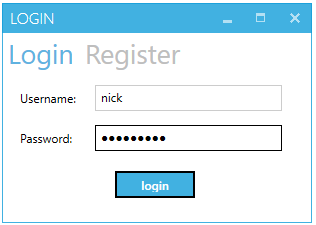 LOGIN
Login Register
Username: nick
Password: •••••••••
login